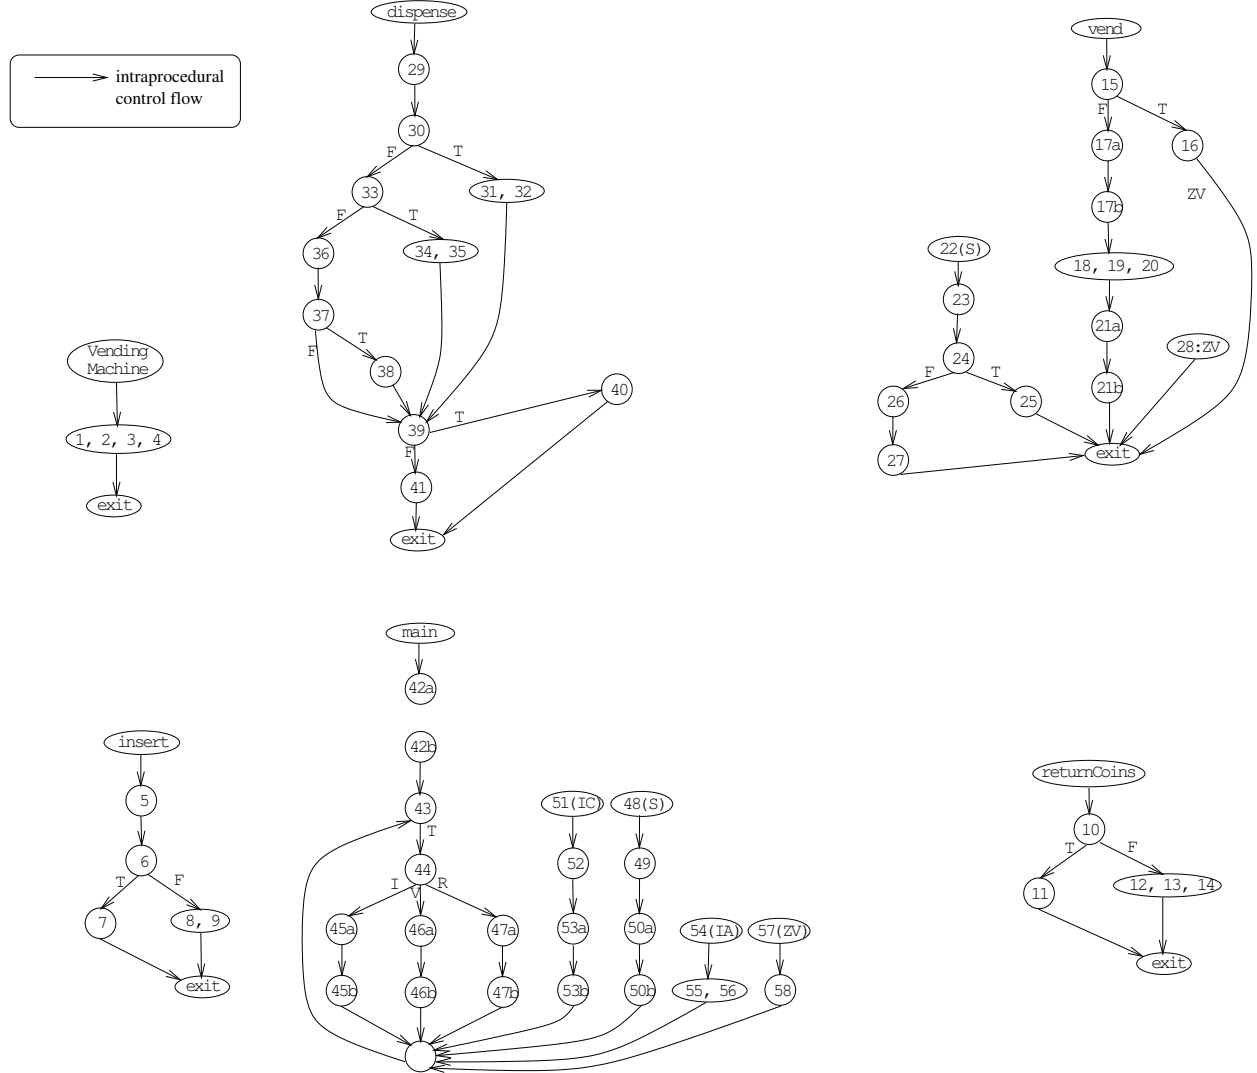 intraprocedural
control flow
dispense
29
30
F
T
33
31, 32
F
T
36
34, 35
37
F
T
38
39
T
40
F
41
exit
vend
15
F
T
17a
16
ZV
17b
18, 19, 20
21a
21b
28:ZV
22(S)
23
24
F
T
26
25
27
exit
Vending
Machine
1, 2, 3, 4
exit
main
42a
42b
43
T
44
I
V
R
45a
46a
47a
45b
46b
47b
51(IC)
52
53a
53b
48(S)
49
50a
50b
54(IA)
55, 56
57(ZV)
58
insert
5
6
T
F
7
8, 9
exit
returnCoins
10
T
F
11
12, 13, 14
exit